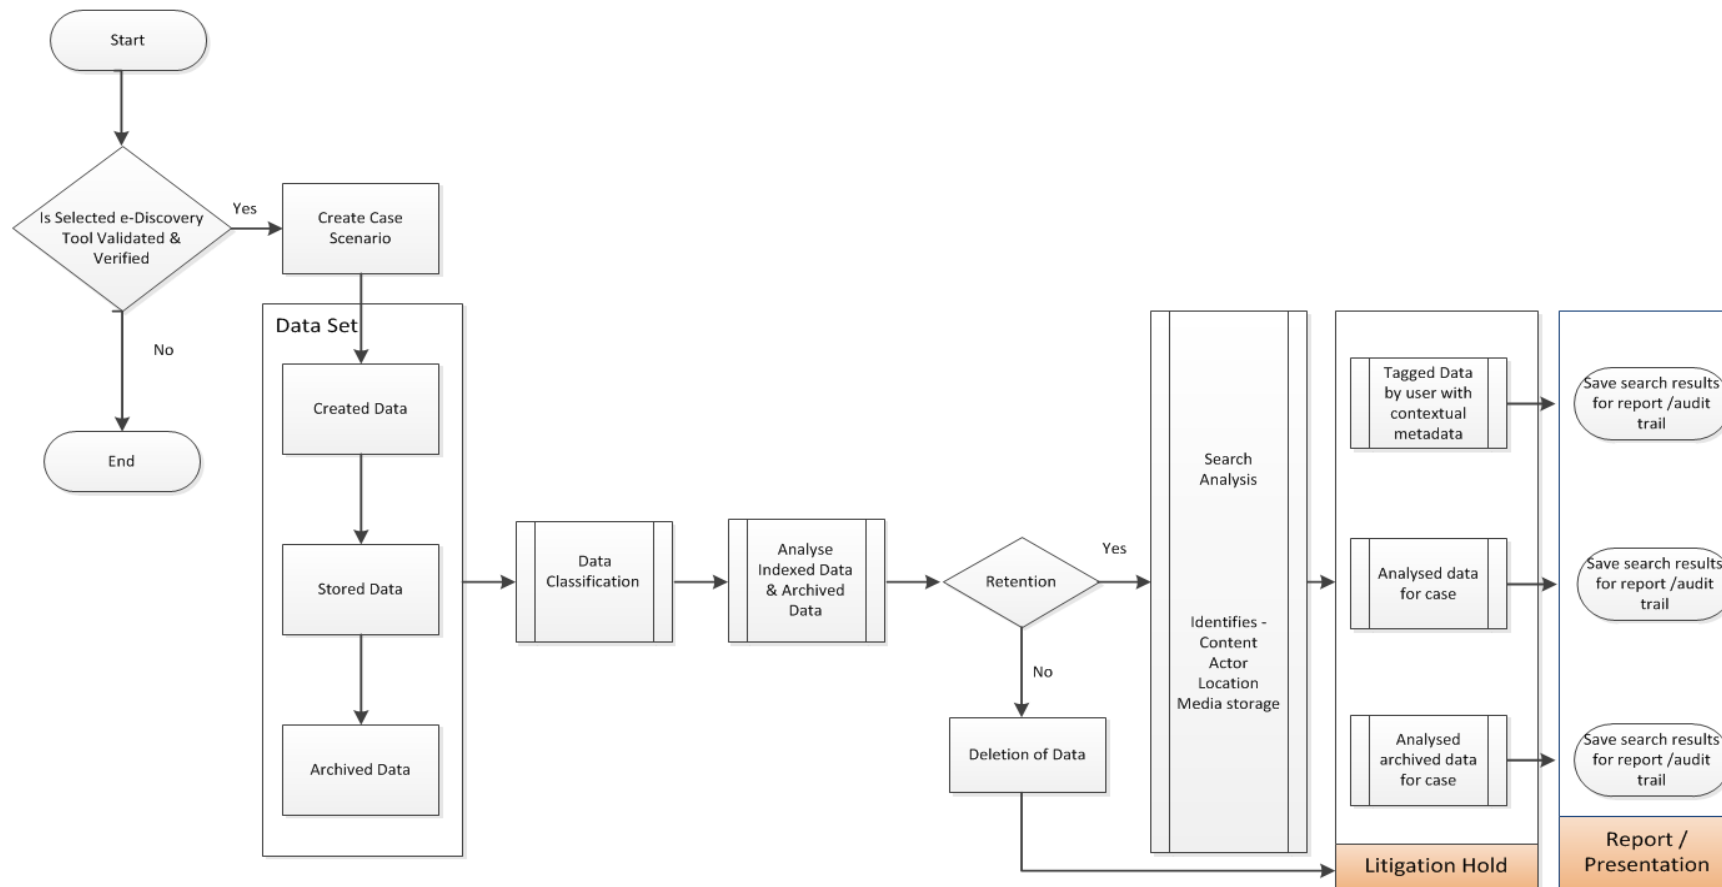 Start
Is Selected e-Discovery
Tool Validated &
Verified
Yes
No
End
Create Case
Scenario
Data Set
Created Data
Stored Data
Archived Data
Data
Classification
Analyse
Indexed Data
& Archived
Data
Retention
Yes
No
Deletion of Data
Search
Analysis
Identifies -
Content
Actor
Location
Media storage
Tagged Data
by user with
contextual
metadata
Analysed data
for case
Analysed
archived data
for case
Litigation Hold
Save search results
for report /audit
trail
Save search results
for report /audit
trail
Save search results
for report /audit
trail
Report /
Presentation